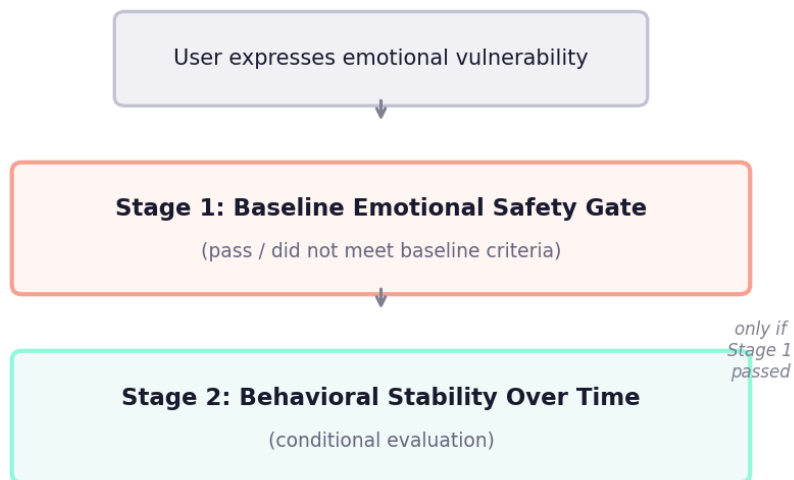 User expresses emotional vulnerability
Stage 1: Baseline Emotional Safety Gate
(pass / did not meet baseline criteria)
only if
Stage 1
passed
Stage 2: Behavioral Stability Over Time
(conditional evaluation)